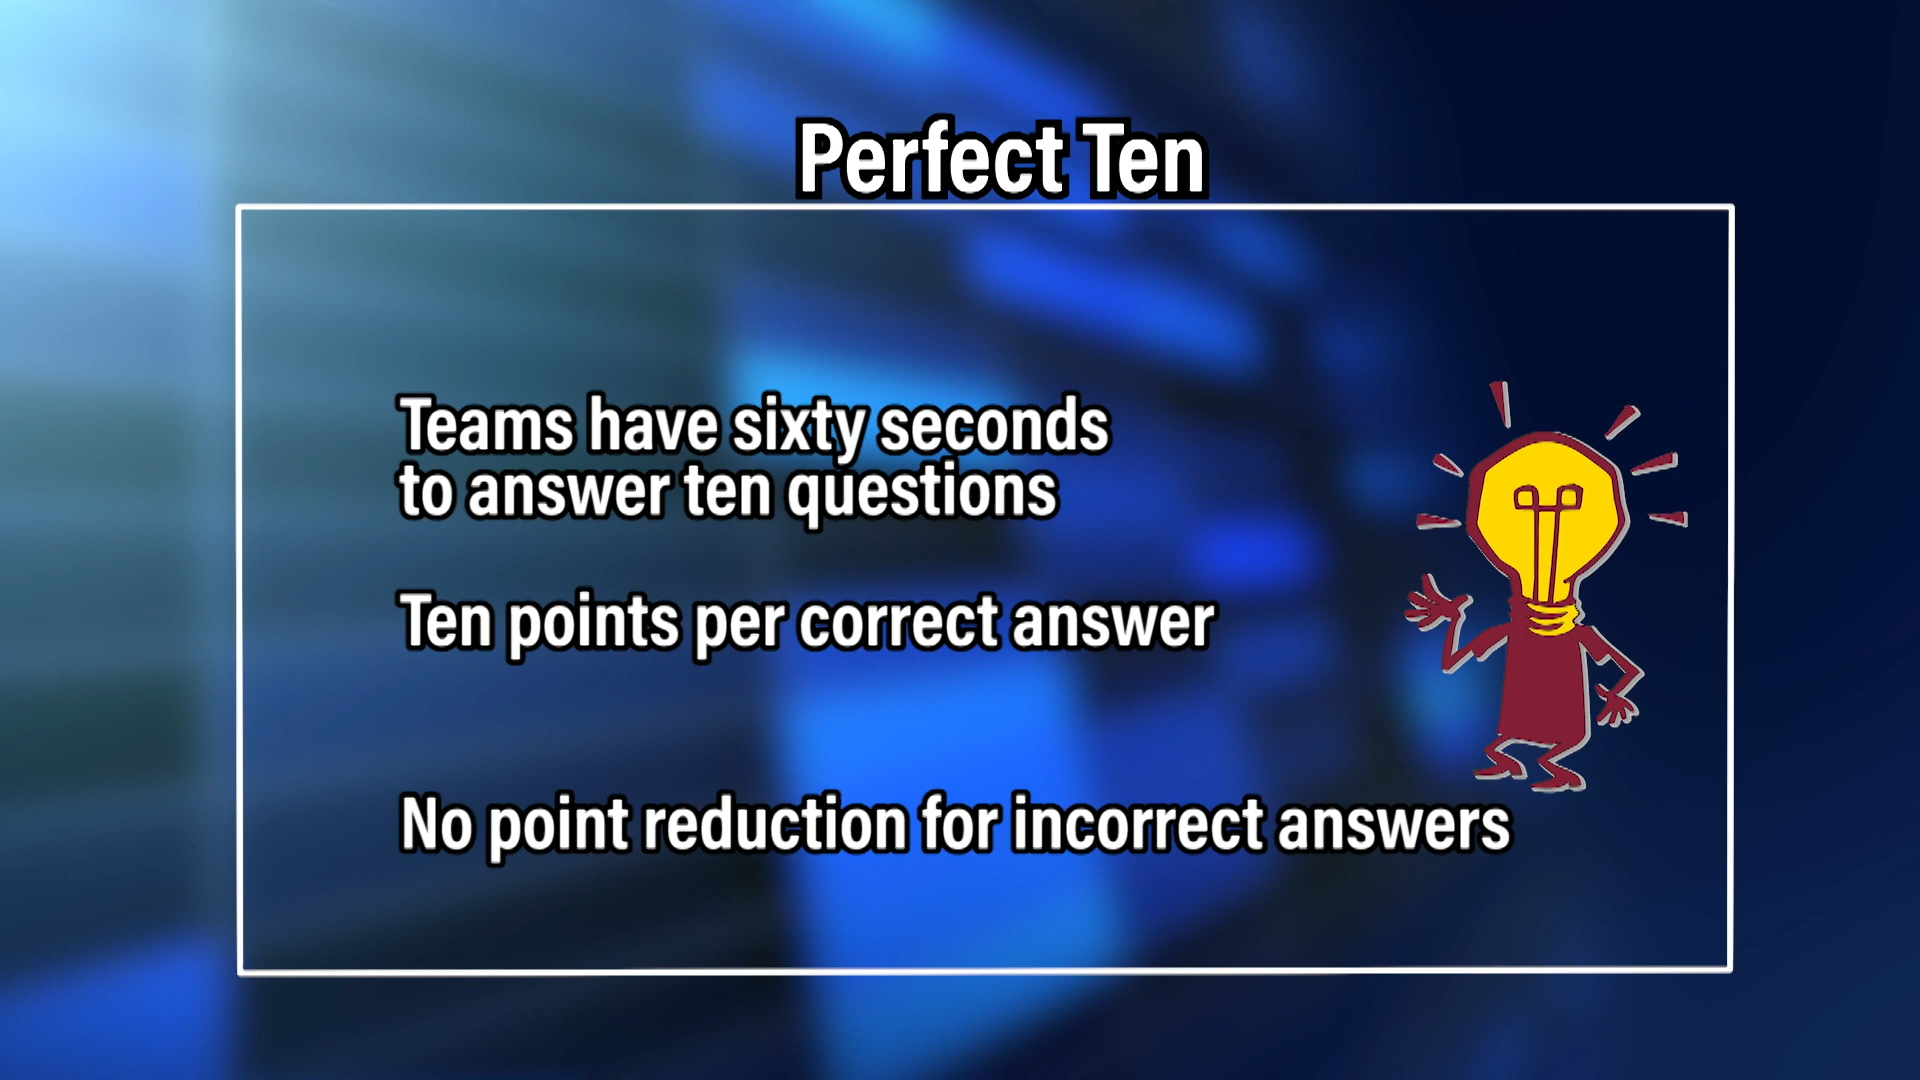 Perfect Ten
Teams have sixty seconds
to answer ten questions
Ten points per correct answer
No point reduction for incorrect answers